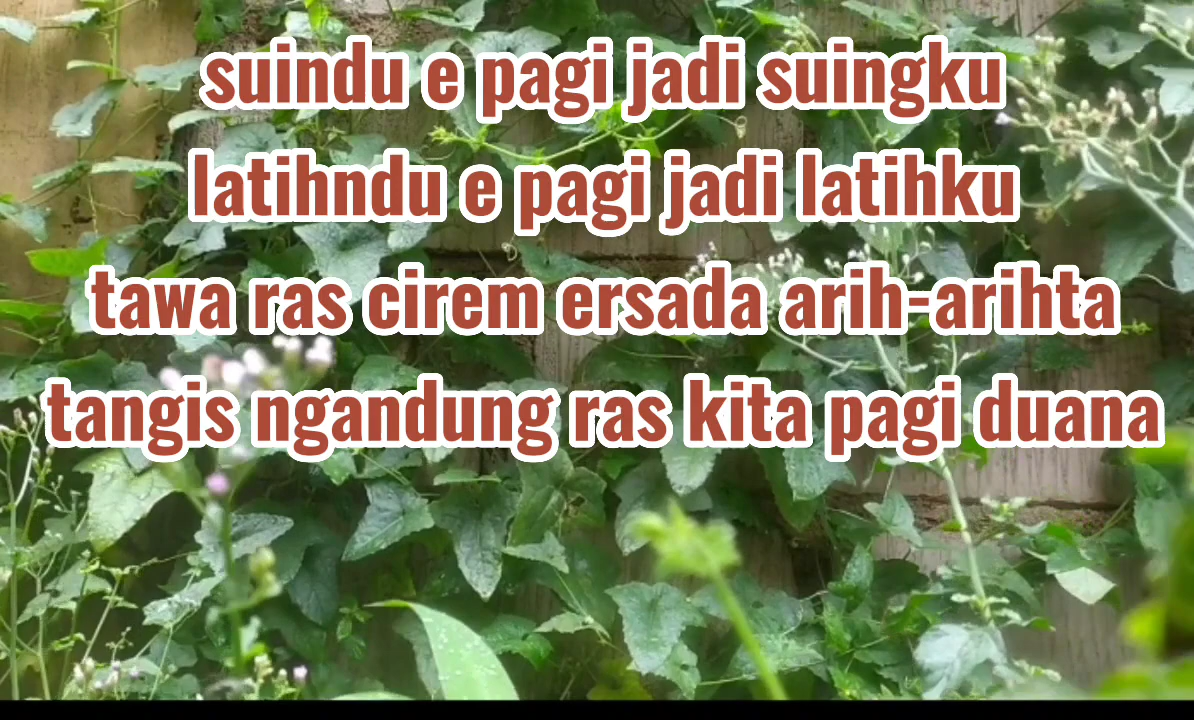 suindu e pagi jadi suingku
latihndu e pagi jadi latihku
tawa ras cirem ersada arih-arihta
tangis ngandung ras kita pagi duana